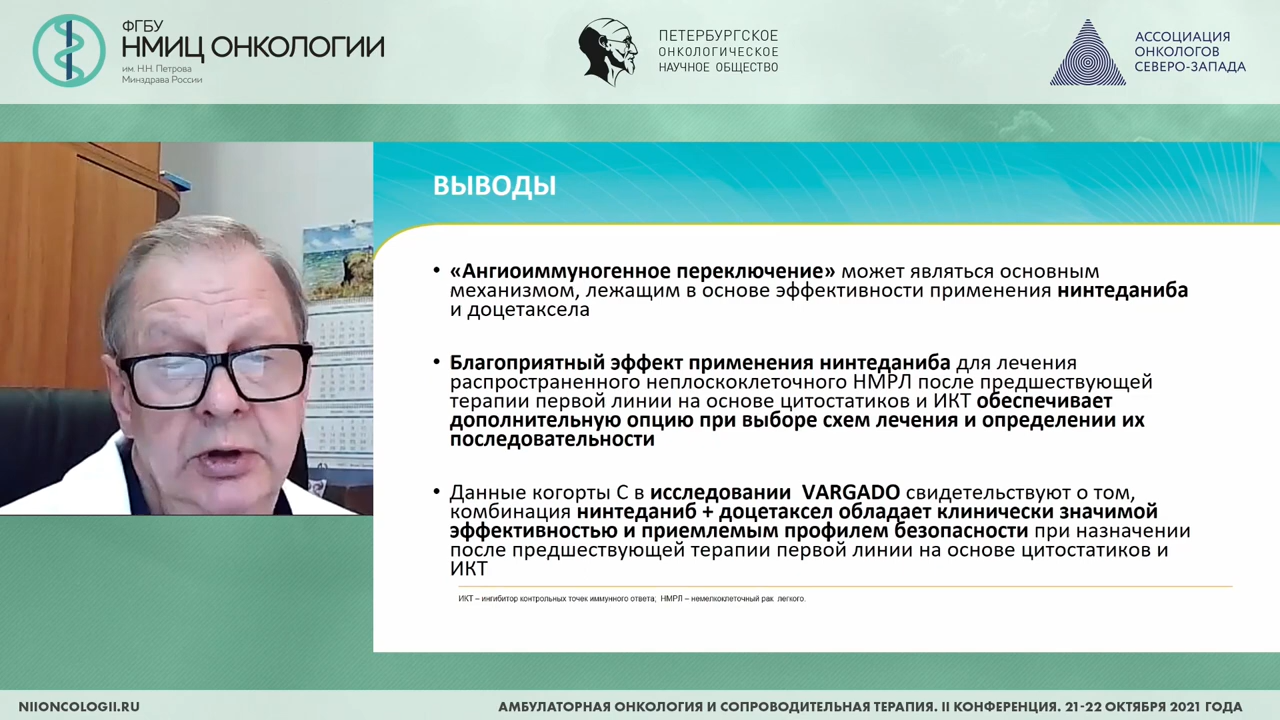 ФГБУ
НМИЦ ОНКОЛОГИИ
им. Н.Н. Петрова
Минздрава России
ПЕТЕРБУРГСКОЕ
ОНКОЛОГИЧЕСКОЕ
НАУЧНОЕ ОБЩЕСТВО
АССОЦИАЦИЯ
ОНКОЛОГОВ
СЕВЕРО-ЗАПАДА
ВЫВОДЫ
• «Ангиоиммуногенное переключение» может являться основным
механизмом, лежащим в основе эффективности применения нинтеданиба
и доцетаксела
• Благоприятный эффект применения нинтеданиба для лечения
распространенного неплоскоклеточного НМРЛ после предшествующей
терапии первой линии на основе цитостатиков и ИКТ обеспечивает
дополнительную опцию при выборе схем лечения и определении их
последовательности
• Данные когорты С в исследовании VARGADO свидетельствуют о том,
комбинация нинтеданиб + доцетаксел обладает клинически значимой
эффективностью и приемлемым профилем безопасности при назначении
после предшествующей терапии первой линии на основе цитостатиков и
ИКТ
ИКТ – ингибитор контрольных точек иммунного ответа; НМРЛ – немелкоклеточный рак легкого.
NIIONCOLOGII.RU
АМБУЛАТОРНАЯ ОНКОЛОГИЯ И СОПРОВОДИТЕЛЬНАЯ ТЕРАПИЯ. II КОНФЕРЕНЦИЯ. 21-22 ОКТЯБРЯ 2021 ГОДА